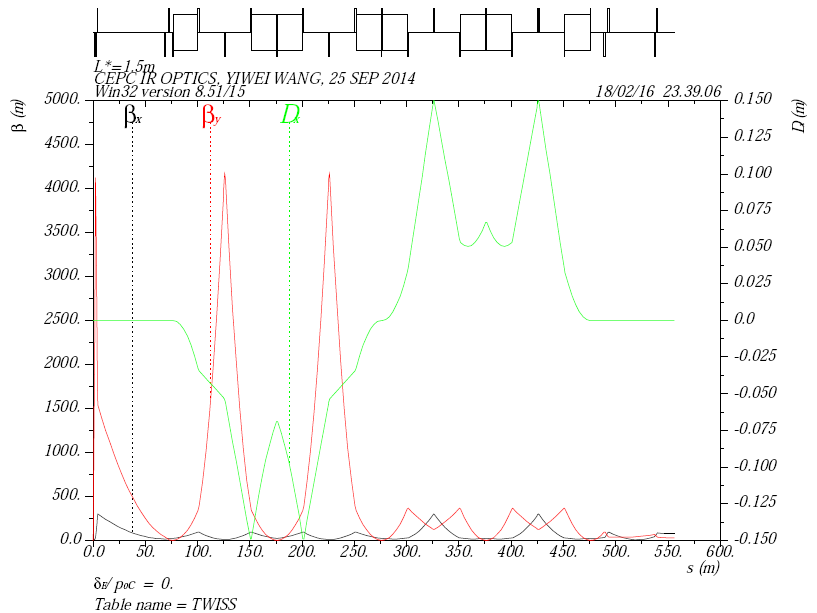 L*=1.5m
CEPC IR OPTICS, YIWEI WANG, 25 SEP 2014
Win32 version 8.51/15 18/02/16 23.39.06
β (m)
5000.
4500.
4000.
3500.
3000.
2500.
2000.
1500.
1000.
500.
0.0
βx βy Dx
D (m)
0.150
0.125
0.100
0.075
0.050
0.025
0.0
-0.025
-0.050
-0.075
-0.100
-0.125
-0.150
0.0 50. 100. 150. 200. 250. 300. 350. 400. 450. 500. 550. 600.
s (m)
δE/ p0c = 0.
Table name = TWISS